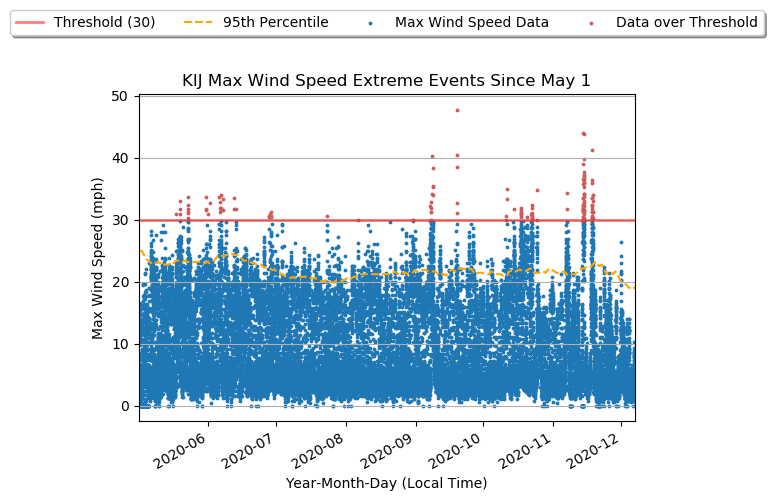 Threshold (30) 95th Percentile Max Wind Speed Data Data over Threshold
KIJ Max Wind Speed Extreme Events Since May 1
50
40
30
20
10
0
Max Wind Speed (mph)
2020-06 2020-07 2020-08 2020-09 2020-10 2020-11 2020-12
Year-Month-Day (Local Time)